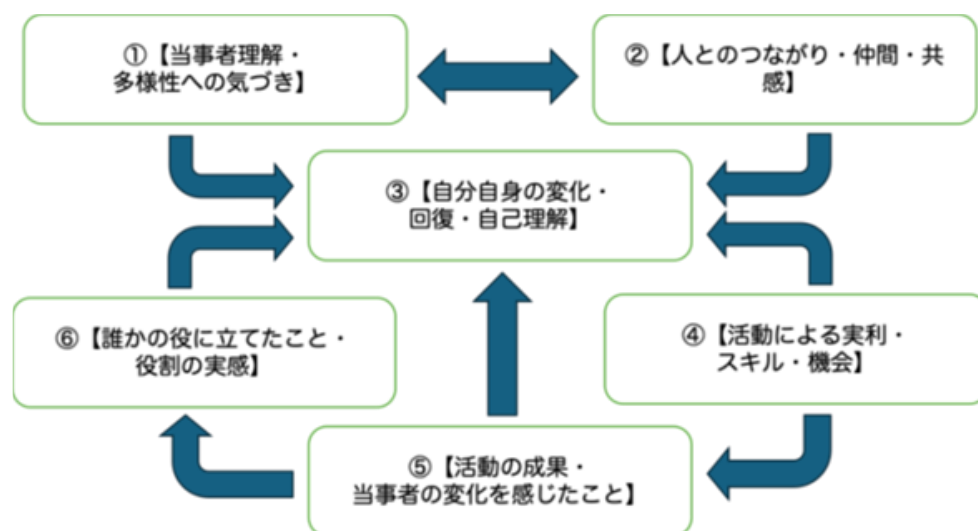 ①【当事者理解・
多様性への気づき】
②【人とのつながり・仲間・共
感】
③【自分自身の変化・
回復・自己理解】
⑥【誰かの役に立てたこと・
役割の実感】
④【活動による実利・
スキル・機会】
⑤【活動の成果・
当事者の変化を感じたこと】